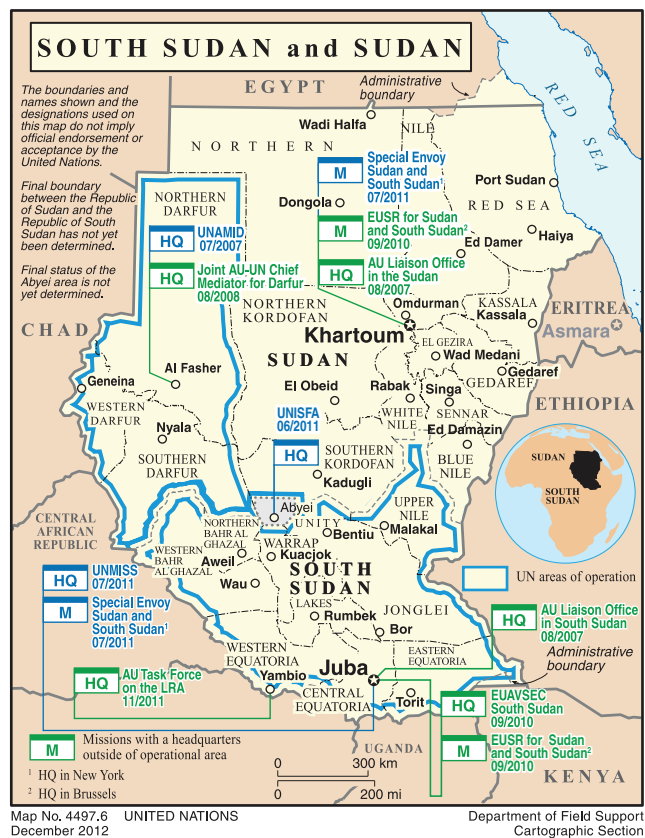 SOUTH SUDAN and SUDAN
The boundaries and
names shown and the
designations used on
this map do not imply
official endorsement or
acceptance by the
United Nations.
Final boundary
between the Republic
of Sudan and the
Republic of South
Sudan has not yet
been determined.
Final status of the
Abyei area is not
yet determined.
EGYPT
Administrative
boundary
RED SEA
Wadi Halfa
NILE
NORTHERN
M
Special Envoy
Sudan and
South Sudan¹
07/2011
Port Sudan
NORTHERN
DARFUR
Dongola
RED SEA
M
EUSR for Sudan
and South Sudan²
09/2010
HQ
UNAMID
07/2007
Haiya
Ed Damer
HQ
AU Liaison Office
in the Sudan
08/2007
HQ
Joint AU-UN Chief
Mediator for Darfur
08/2008
NORTHERN
KORDOFAN
Omdurman
KASSALA
Kassala
ERITREA
Asmara
CHAD
Khartoum
EL GEZIRA
Wad Medani
SUDAN
Al Fasher
Gedaref
GEDAREF
Geneina
El Obeid
Rabak
Singa
ETHIOPIA
WESTERN
DARFUR
UNISFA
06/2011
WHITE
NILE
SENNAR
Nyala
Ed Damazin
HQ
SOUTHERN
KORDOFAN
BLUE
NILE
SOUTHERN
DARFUR
Kadugli
SUDAN
SOUTH
SUDAN
Abyei
UPPER
NILE
CENTRAL
AFRICAN
REPUBLIC
NORTHERN
BAHR AL
GHAZAL
UNITY
Bentiu
Malakal
WESTERN
BAHR
AL GHAZAL
WARRAP
Kuacjok
Aweil
SOUTH
SUDAN
UN areas of operation
HQ
UNMISS
07/2011
Wau
M
Special Envoy
Sudan and
South Sudan¹
07/2011
LAKES
Rumbek
JONGLEI
HQ
AU Liaison Office
in South Sudan
08/2007
Bor
WESTERN
EQUATORIA
EASTERN
EQUATORIA
Administrative
boundary
HQ
AU Task Force
on the LRA
11/2011
Yambio
Juba
CENTRAL
EQUATORIA
Torit
HQ
EUAVSEC
South Sudan
09/2010
M
EUSR for Sudan
and South Sudan²
09/2010
M
Missions with a headquarters
outside of operational area
¹ HQ in New York
² HQ in Brussels
UGANDA
KENYA
0 300 km
0 200 mi
Map No. 4497.6 UNITED NATIONS
December 2012
Department of Field Support
Cartographic Section